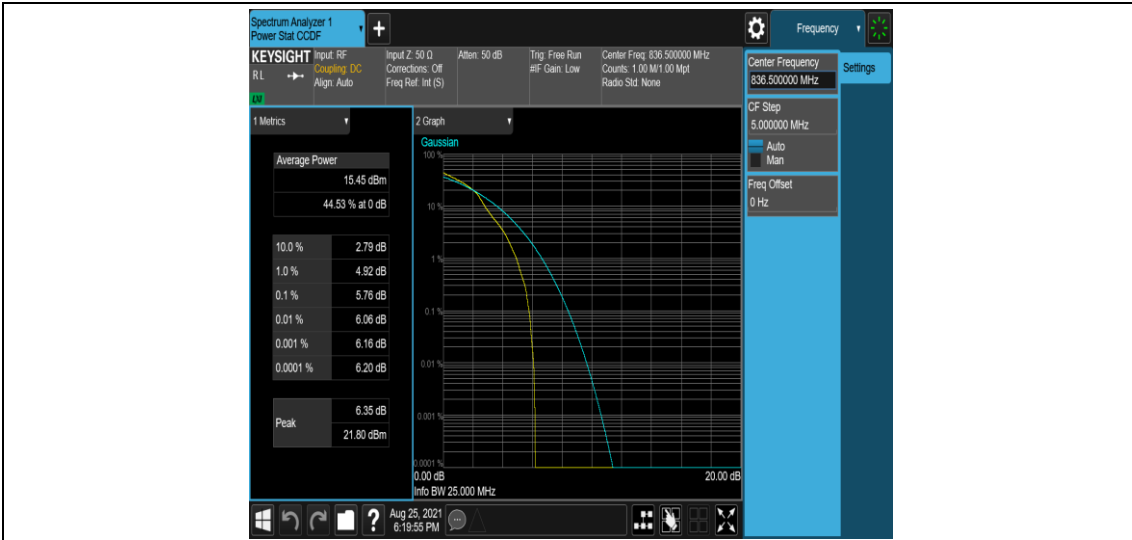 Spectrum Analyzer 1
Power Stat CCDF
+
Frequency
KEYSIGHT
Input: RF
Coupling: DC
Align: Auto
RL
LXI
Input Z: 50 Ω
Corrections: Off
Freq Ref: Int (S)
Atten: 50 dB
Trig: Free Run
#IF Gain: Low
Center Freq: 836.500000 MHz
Counts: 1.00 M/1.00 Mpt
Radio Std: None
Center Frequency
836.500000 MHz
Settings
CF Step
5.000000 MHz
Auto
Man
Freq Offset
0 Hz
1 Metrics
Average Power
15.45 dBm
44.53 % at 0 dB
10.0 % 2.79 dB
1.0 % 4.92 dB
0.1 % 5.76 dB
0.01 % 6.06 dB
0.001 % 6.16 dB
0.0001 % 6.20 dB
Peak
6.35 dB
21.80 dBm
2 Graph
Gaussian
100 %
10 %
1 %
0.1 %
0.01 %
0.001 %
0.0001 %
0.00 dB 20.00 dB
Info BW 25.000 MHz
?
Aug 25, 2021
6:19:55 PM